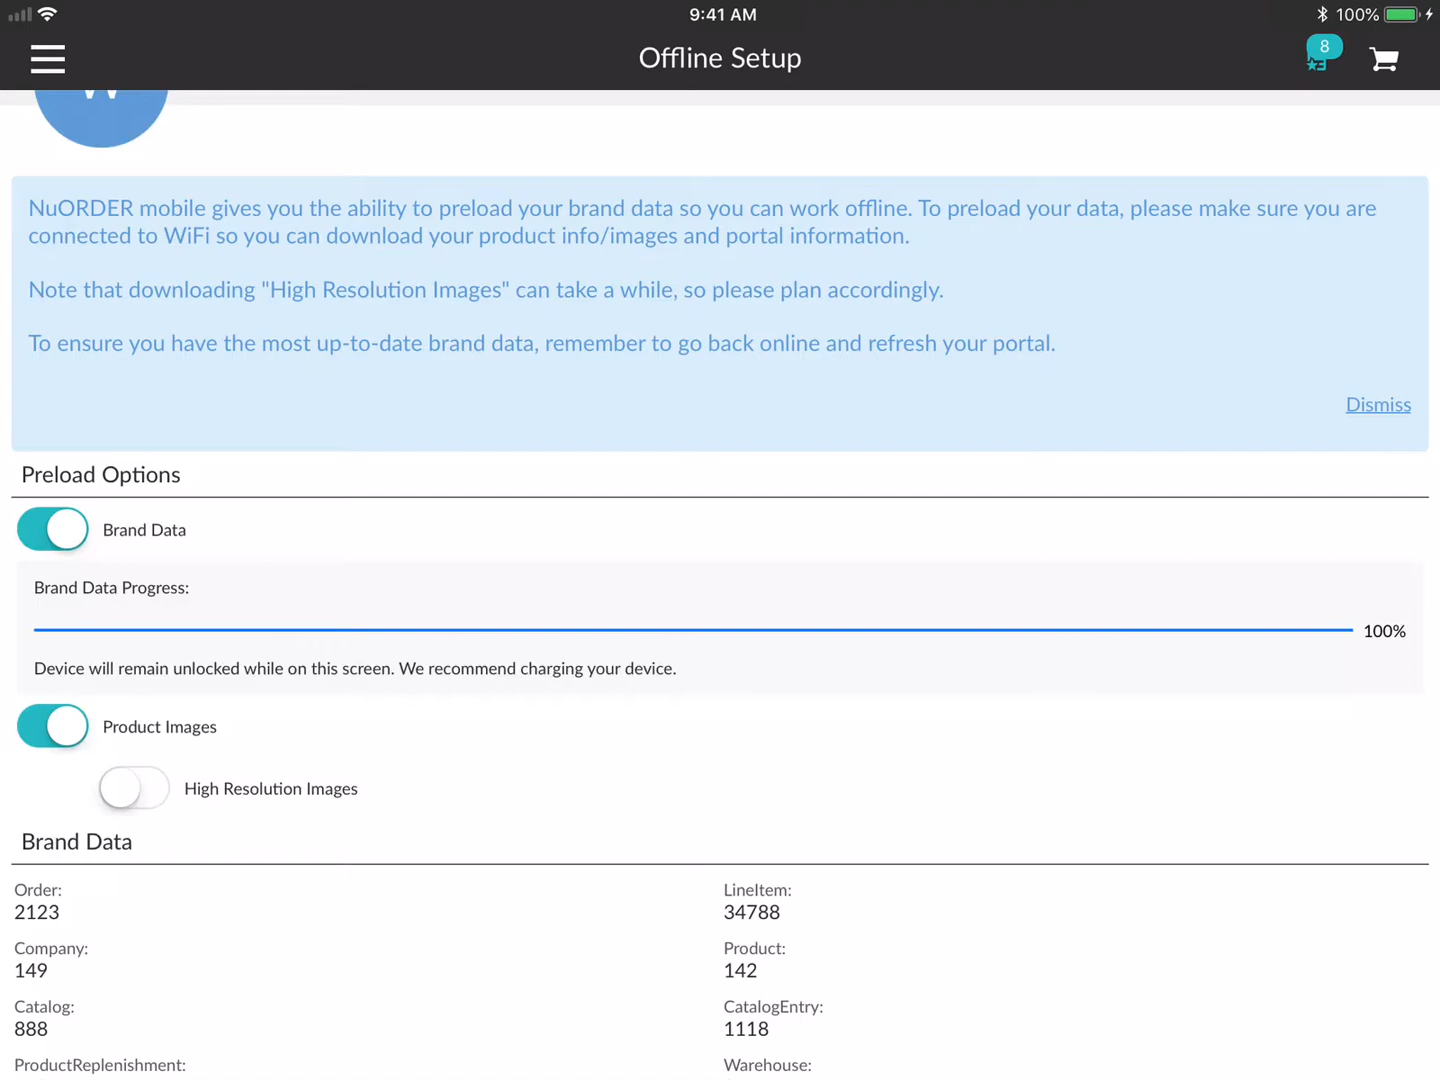 9:41 AM
100%
Offline Setup
8
NuORDER mobile gives you the ability to preload your brand data so you can work offline. To preload your data, please make sure you are
connected to WiFi so you can download your product info/images and portal information.
Note that downloading "High Resolution Images" can take a while, so please plan accordingly.
To ensure you have the most up-to-date brand data, remember to go back online and refresh your portal.
Dismiss
Preload Options
Brand Data
Brand Data Progress:
100%
Device will remain unlocked while on this screen. We recommend charging your device.
Product Images
High Resolution Images
Brand Data
Order:
2123
LineItem:
34788
Company:
149
Product:
142
Catalog:
888
CatalogEntry:
1118
ProductReplenishment:
Warehouse: